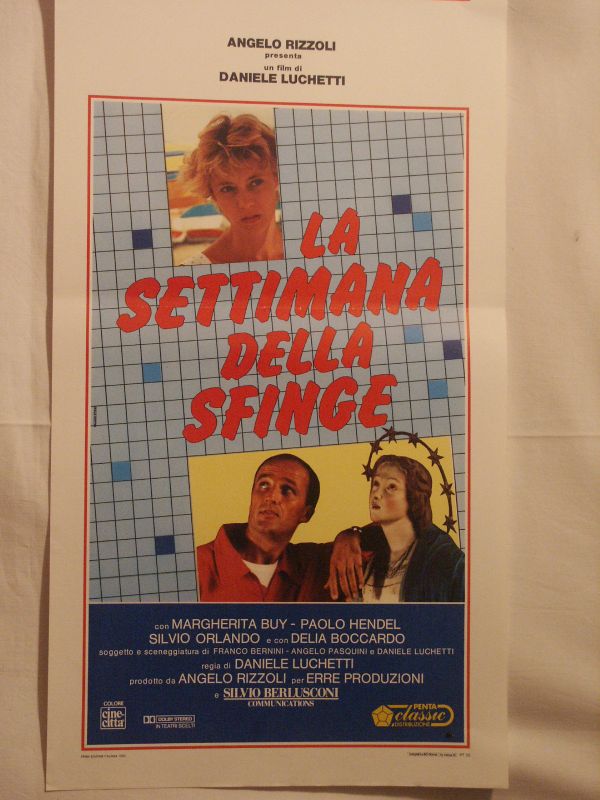 ANGELO RIZZOLI
presenta
un film di
DANIELE LUCHETTI
LA
SETTIMANA
DELLA
SFINGE
con MARGHERITA BUY - PAOLO HENDEL
SILVIO ORLANDO e con DELIA BOCCARDO
soggetto e sceneggiatura di FRANCO BERNINI - ANGELO PASQUINI e DANIELE LUCHETTI
regia di DANIELE LUCHETTI
prodotto da ANGELO RIZZOLI per ERRE PRODUZIONI
e SILVIO BERLUSCONI
COMMUNICATIONS
COLORE
cine-
città
DOLBY STEREO
IN TEATRI SCELTI
PENTA
classic
DISTRIBUZIONE